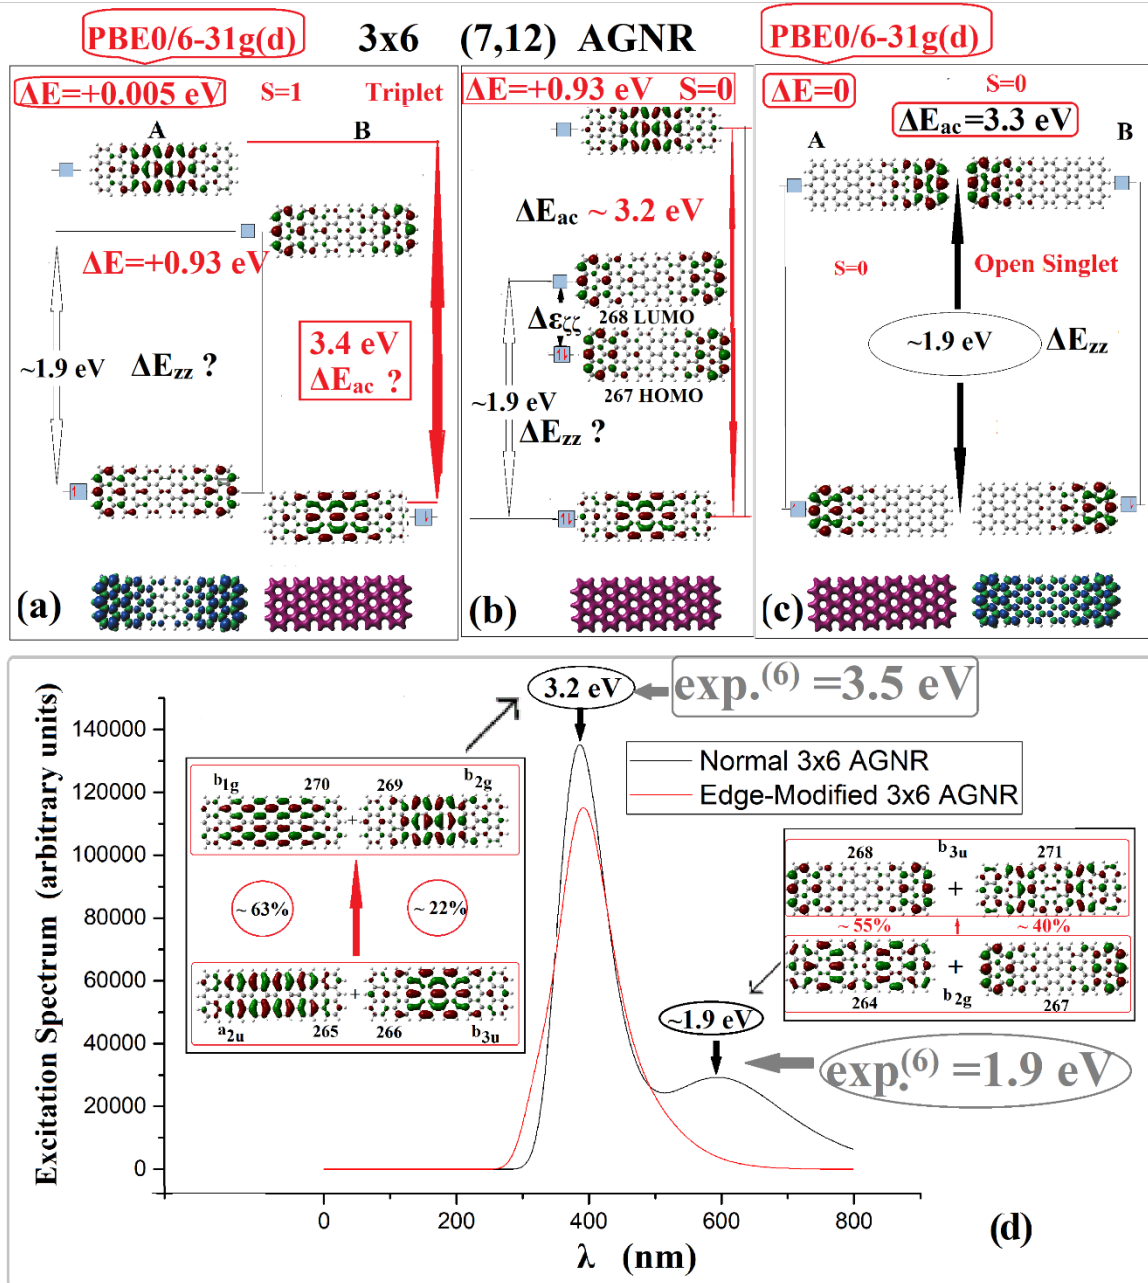 PBE0/6-31g(d)
3x6 (7,12) AGNR
PBE0/6-31g(d)
ΔE=+0.005 eV
S=1
Triplet
A
B
ΔE=+0.93 eV
~1.9 eV
ΔEzz ?
3.4 eV
ΔEac ?
(a)
ΔE=+0.93 eV S=0
ΔEac ~ 3.2 eV
Δεζζ
268 LUMO
267 HOMO
~1.9 eV
ΔEzz ?
(b)
ΔE=0
S=0
ΔEac=3.3 eV
A
B
S=0
Open Singlet
~1.9 eV
ΔEzz
(c)
Excitation Spectrum (arbitrary units)
140000
120000
100000
80000
60000
40000
20000
0
0
200
400
600
800
λ (nm)
3.2 eV
exp.(6) =3.5 eV
Normal 3x6 AGNR
Edge-Modified 3x6 AGNR
b1g
270
269
b2g
+
~ 63%
~ 22%
+
a2u
265
266
b3u
268
b3u
271
+
~ 55%
~ 40%
+
264
b2g
267
~1.9 eV
exp.(6) =1.9 eV
(d)